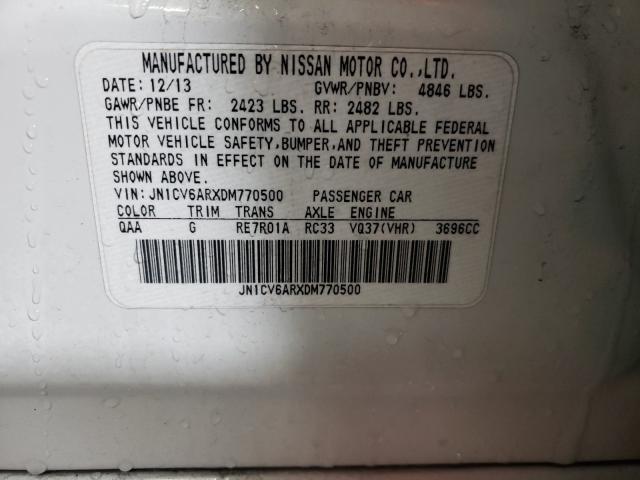 MANUFACTURED BY NISSAN MOTOR CO.,LTD.
DATE: 12/13 GVWR/PNBV: 4846 LBS.
GAWR/PNBE FR: 2423 LBS. RR: 2482 LBS.
THIS VEHICLE CONFORMS TO ALL APPLICABLE FEDERAL
MOTOR VEHICLE SAFETY,BUMPER,AND THEFT PREVENTION
STANDARDS IN EFFECT ON THE DATE OF MANUFACTURE
SHOWN ABOVE.
VIN: JN1CV6ARXDM770500 PASSENGER CAR
COLOR TRIM TRANS AXLE ENGINE
QAA G RE7R01A RC33 VQ37(VHR) 3696CC
JN1CV6ARXDM770500